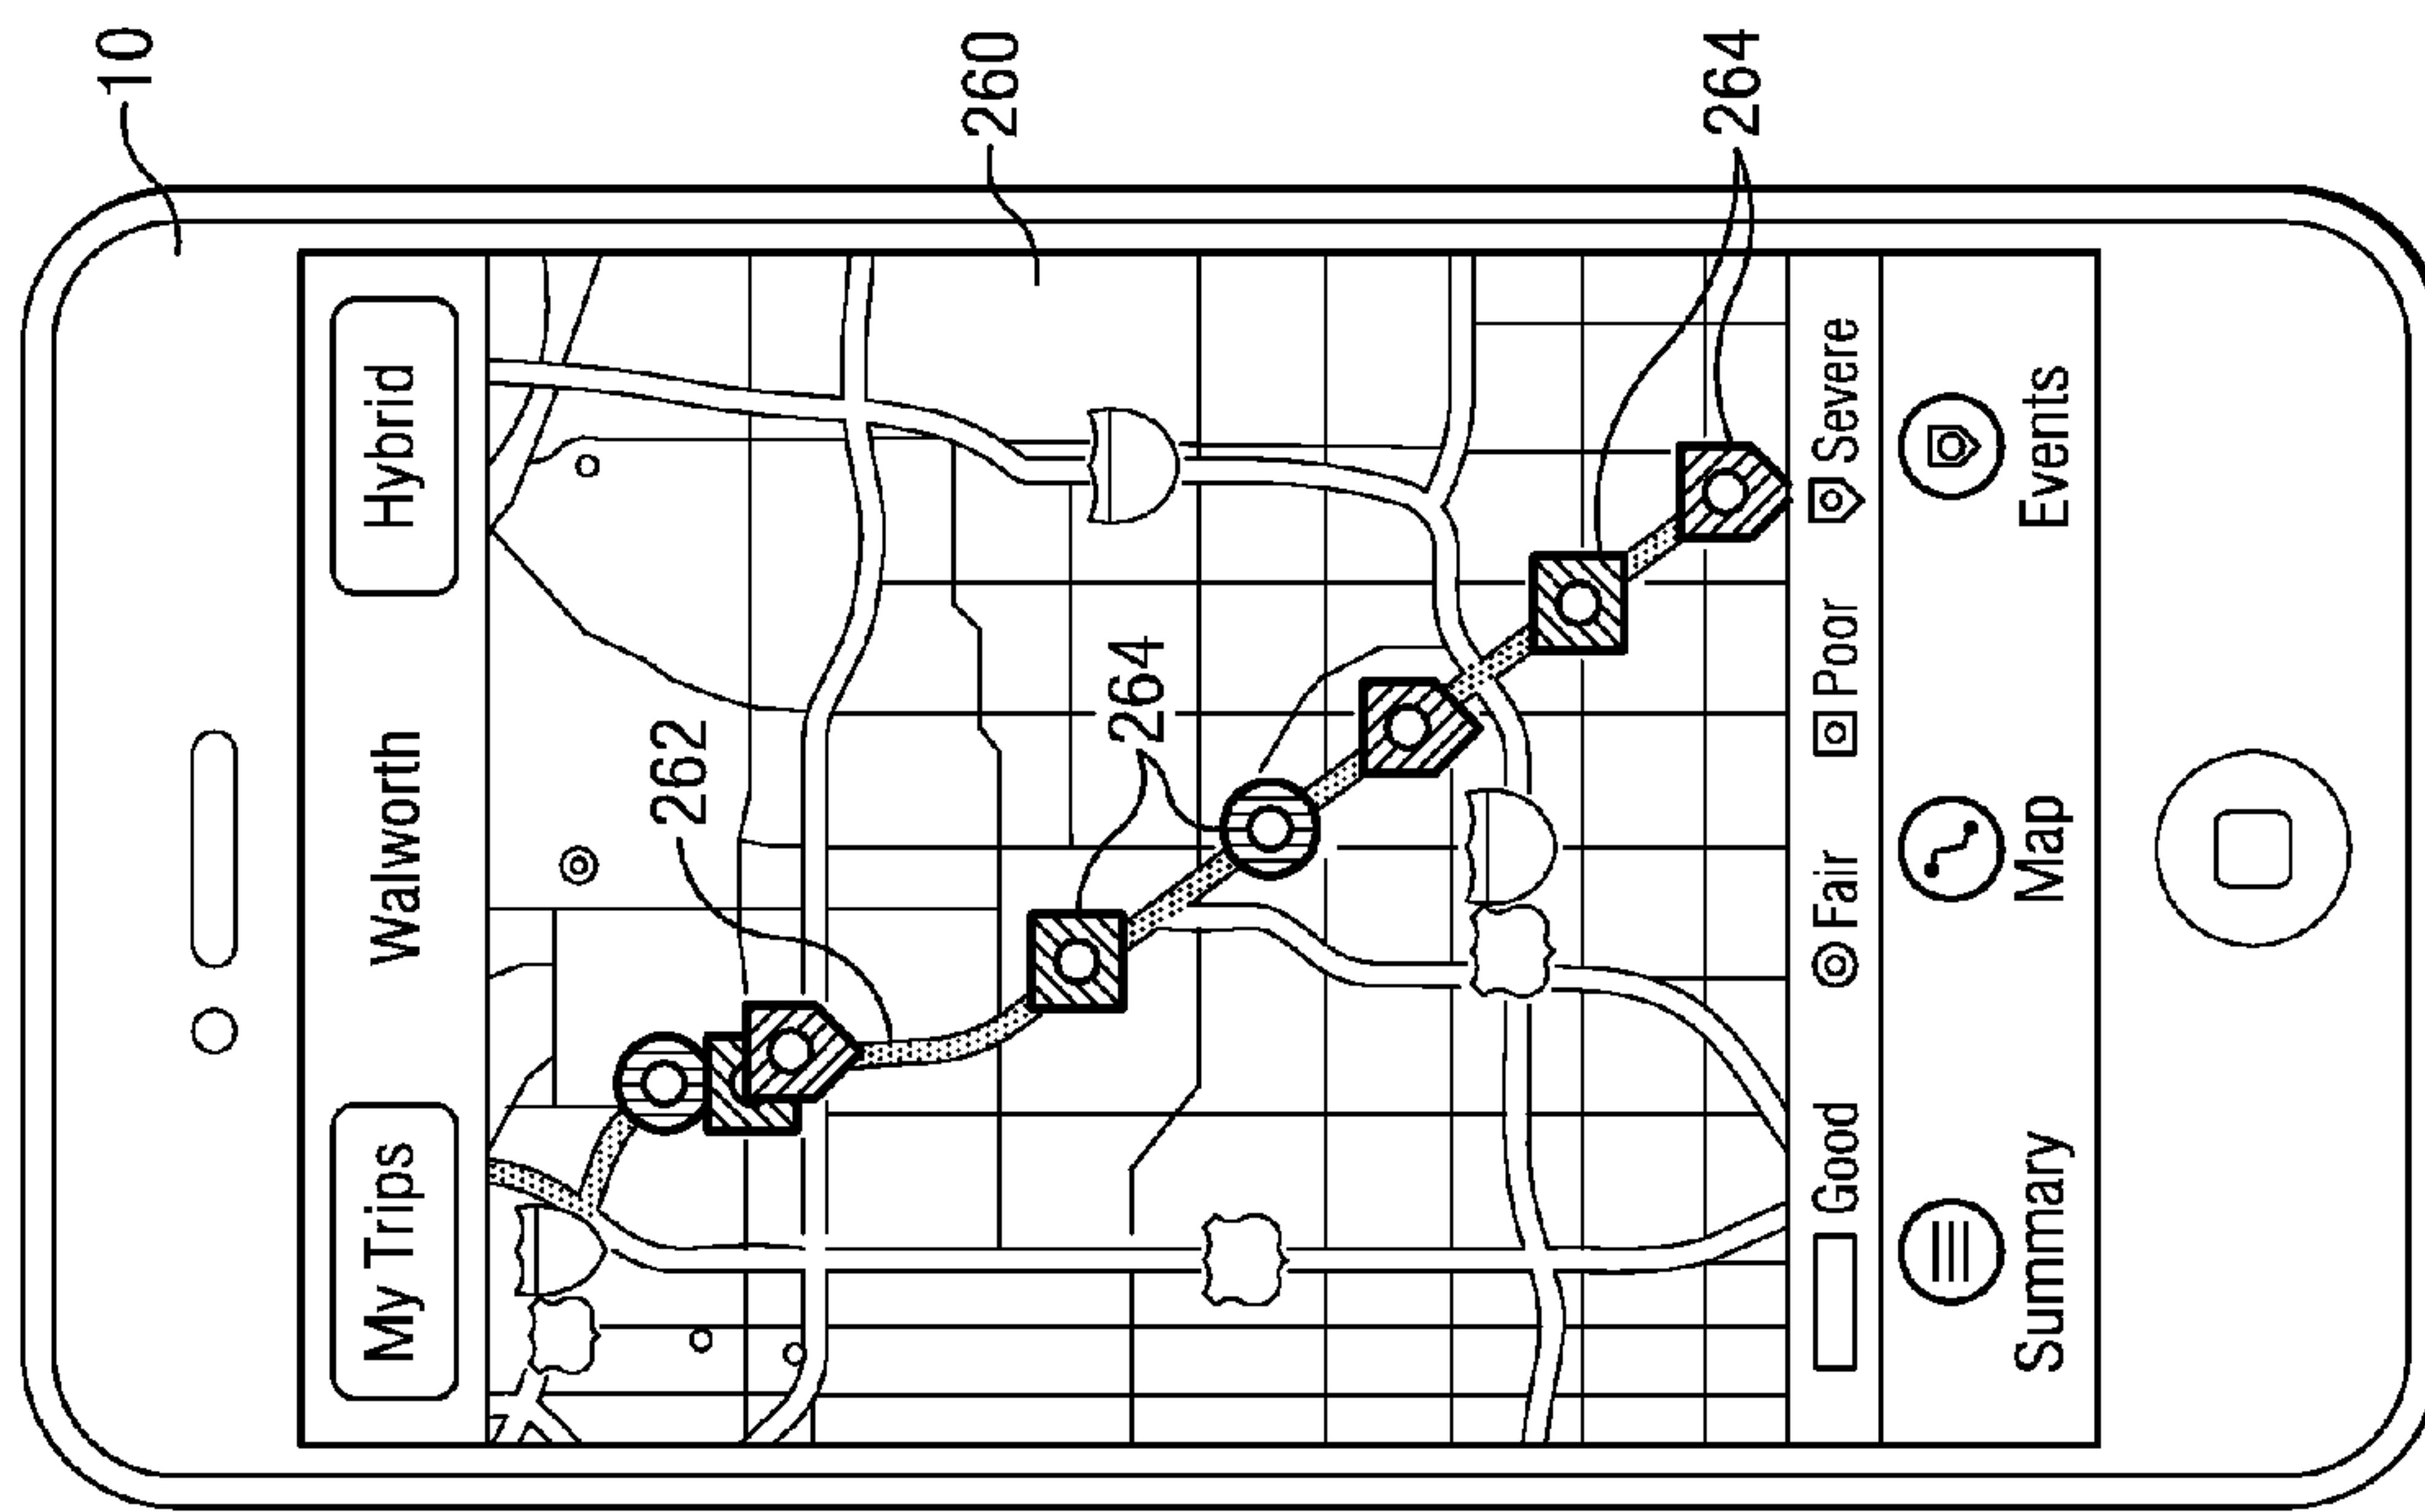 10
My Trips
Walworth
Hybrid
262
260
264
264
Good
Fair
Poor
Severe
Summary
Map
Events